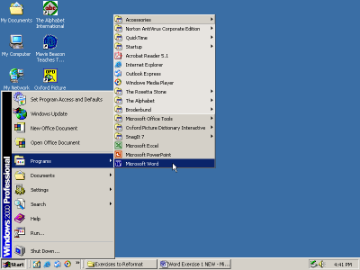 My Documents
The Alphabet
International
My Computer
Mavis Beacon
Teaches T...
My Network
Oxford Picture
Set Program Access and Defaults
Windows Update
New Office Document
Open Office Document
Programs
Documents
Settings
Search
Help
Run...
Shut Down...
Windows 2000 Professional
Accessories
Norton AntiVirus Corporate Edition
QuickTime
Startup
Acrobat Reader 5.1
Internet Explorer
Outlook Express
Windows Media Player
The Rosetta Stone
The Alphabet
Broderbund
Microsoft Office Tools
Oxford Picture Dictionary Interactive
SnagIt 7
Microsoft Excel
Microsoft PowerPoint
Microsoft Word
Start
Exercises to Reformat
Word Exercise 1 NEW - Mi...
6:41 PM